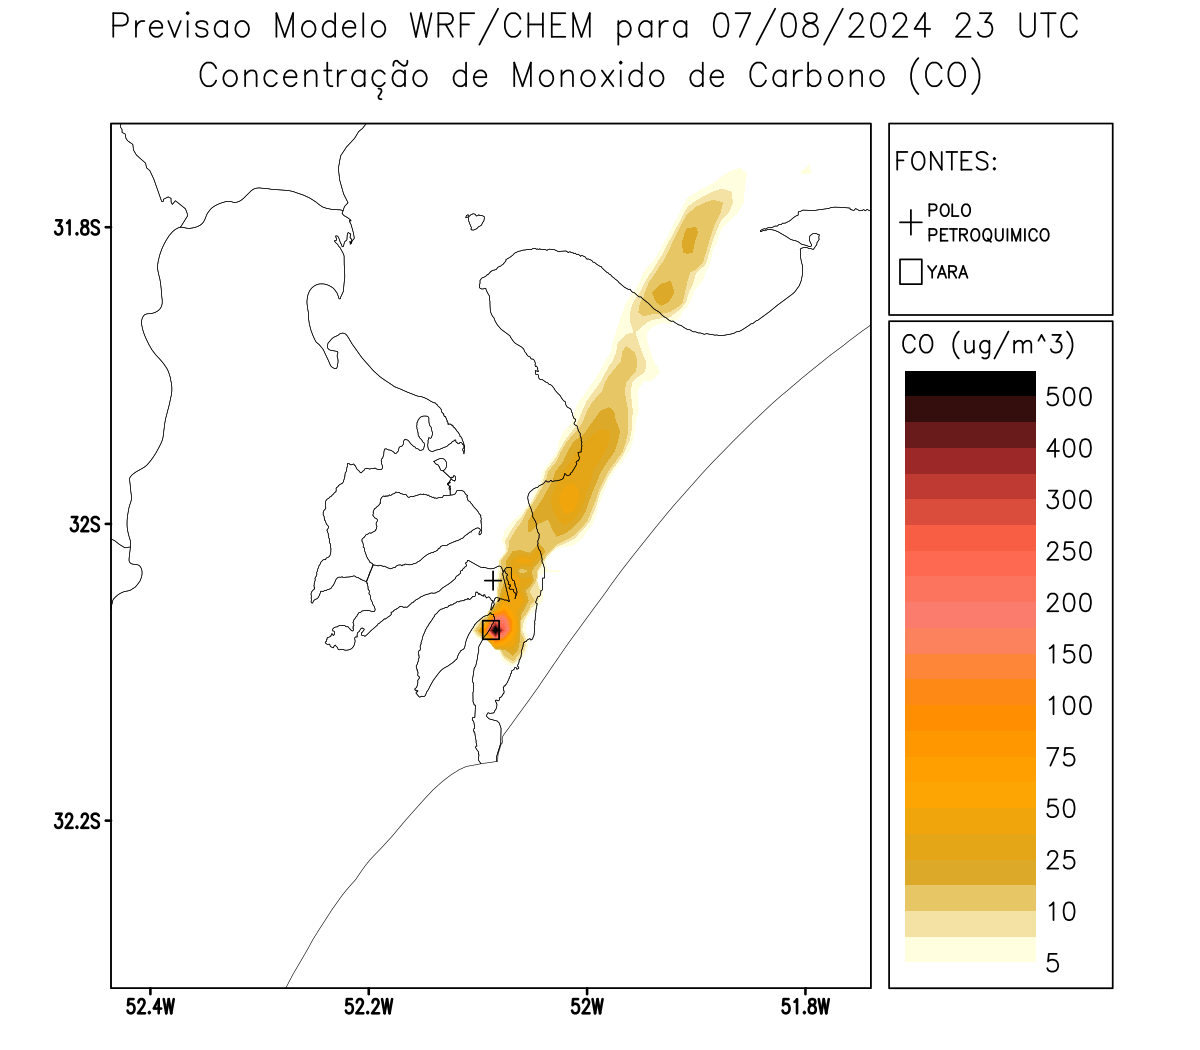 Previsao Modelo WRF/CHEM para 07/08/2024 23 UTC
Concentração de Monoxido de Carbono (CO)
FONTES:
POLO
PETROQUIMICO
YARA
CO (ug/m^3)
500
400
300
250
200
150
100
75
50
25
10
5
31.8S
32S
32.2S
52.4W
52.2W
52W
51.8W